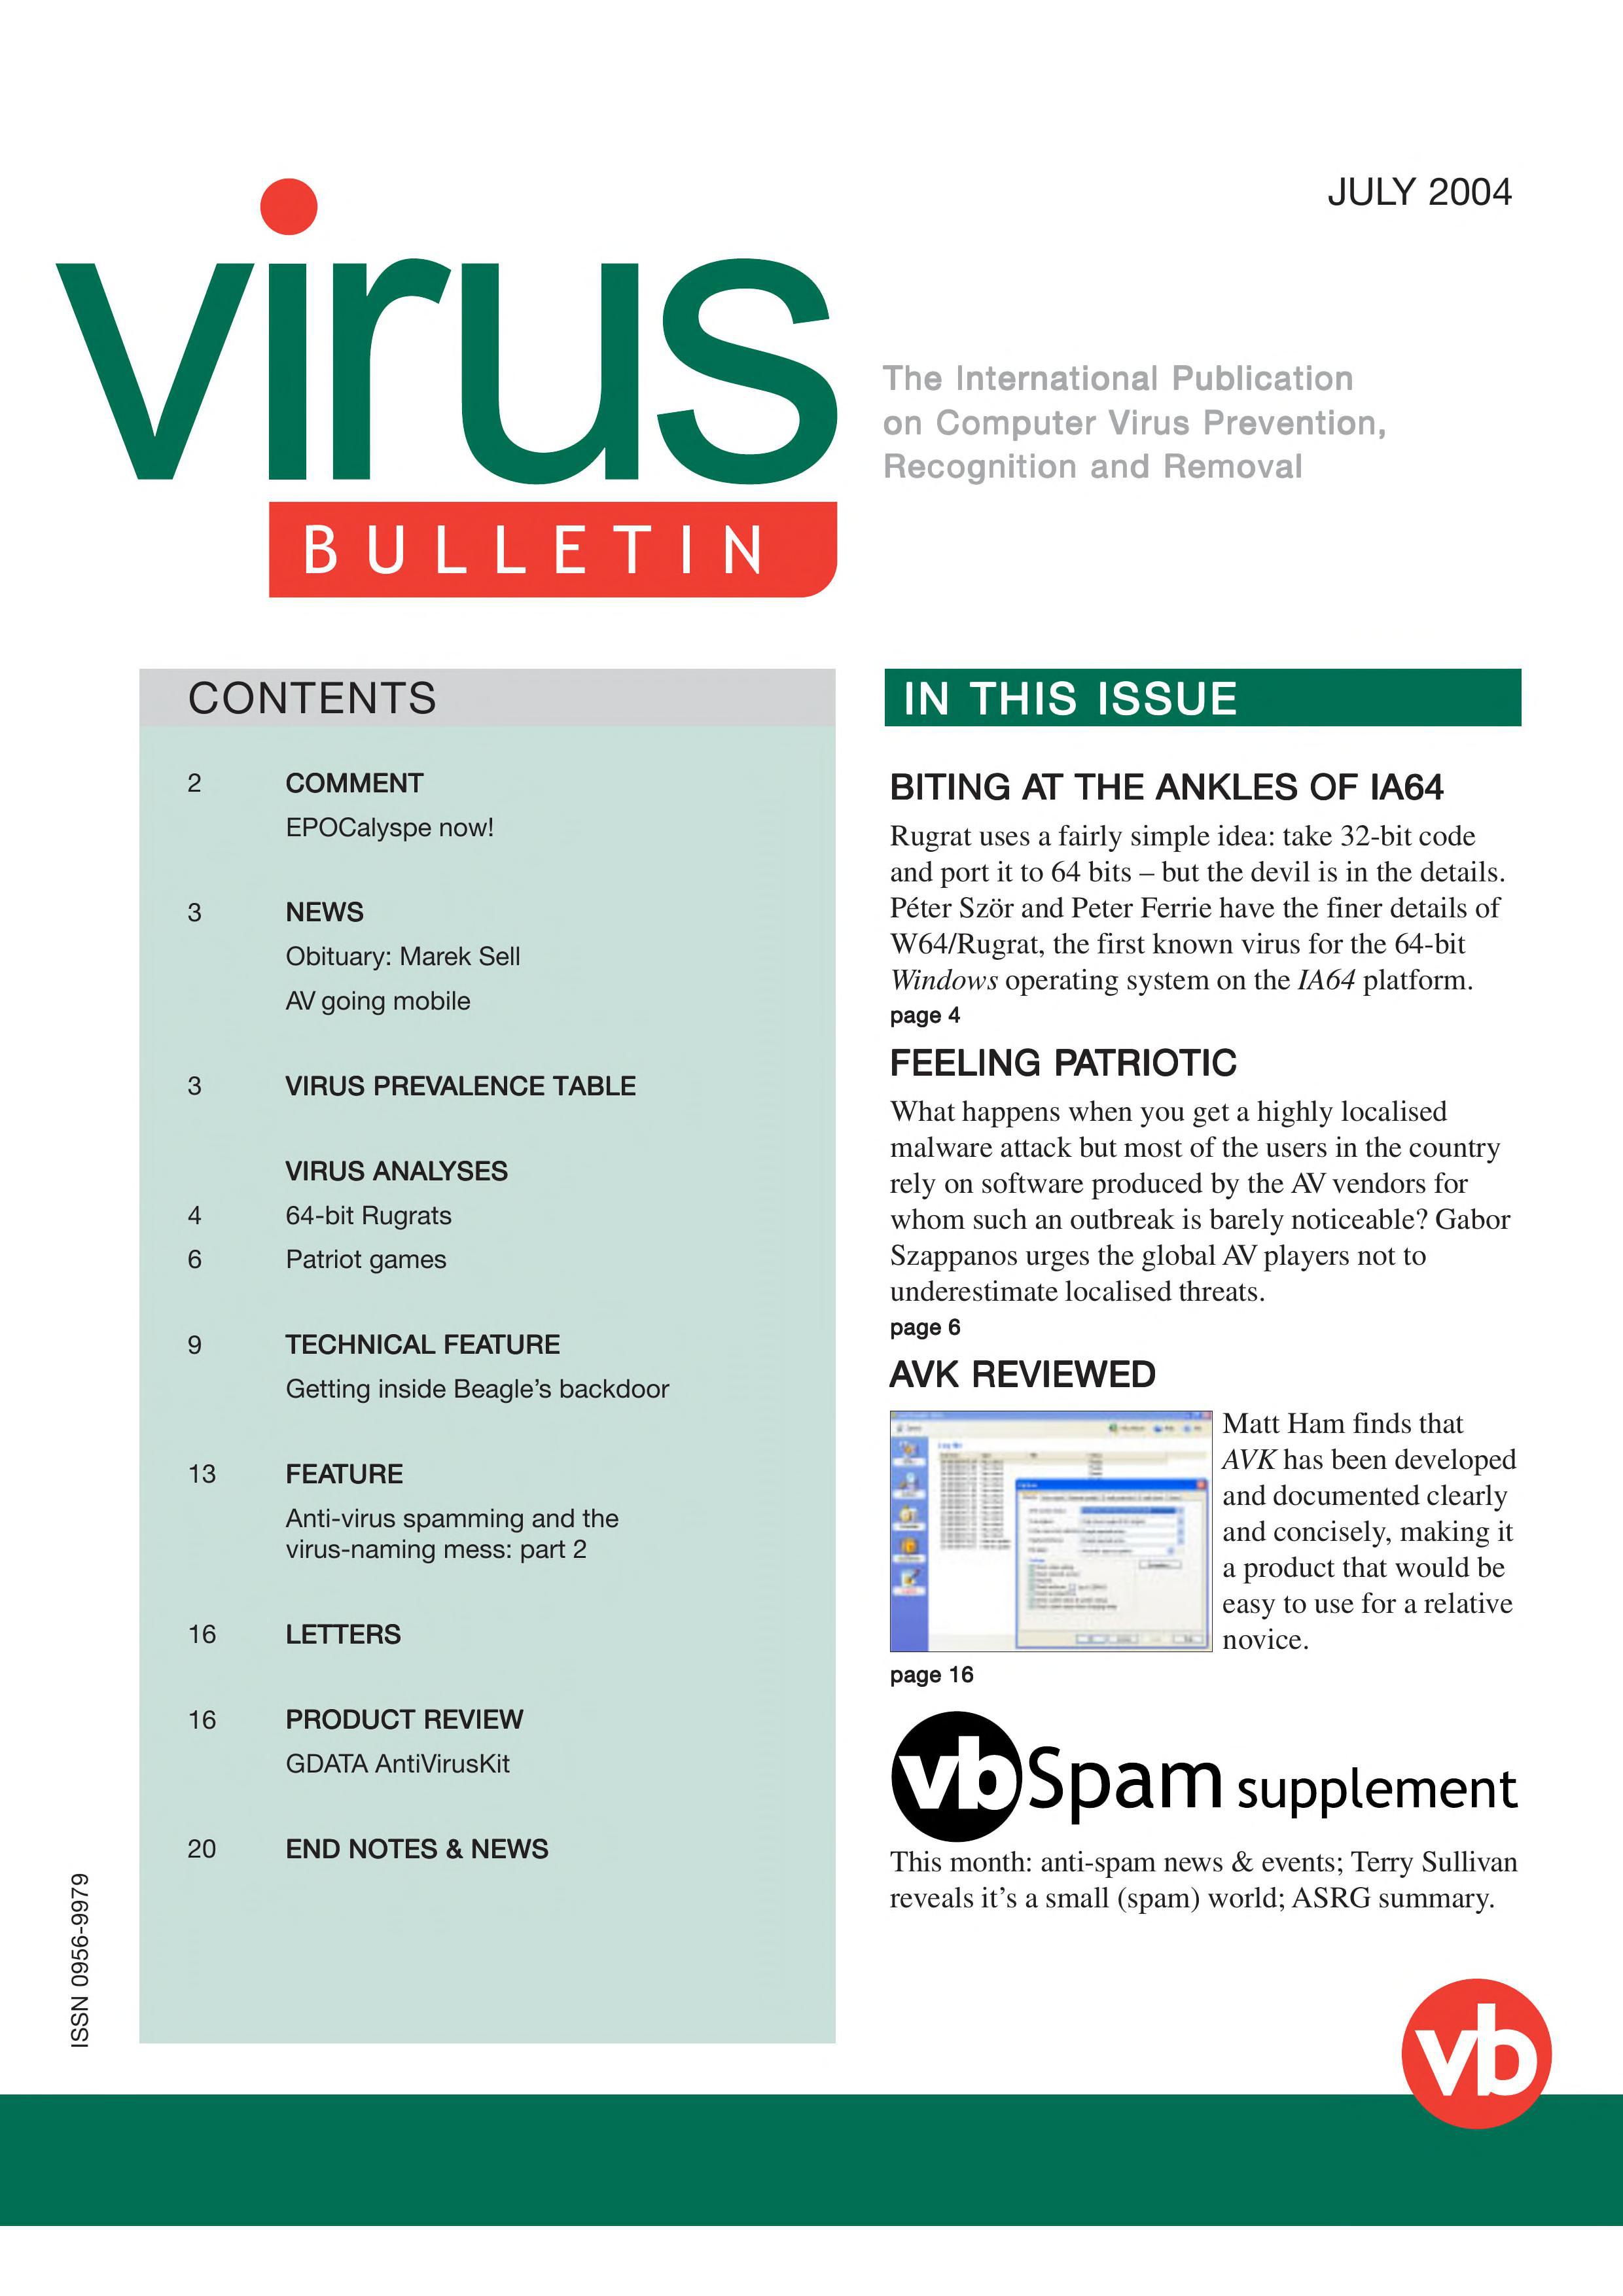 JULY 2004
virus
BULLETIN
The International Publication
on Computer Virus Prevention,
Recognition and Removal
CONTENTS
2 COMMENT
EPOCalyspe now!
3 NEWS
Obituary: Marek Sell
AV going mobile
3 VIRUS PREVALENCE TABLE
VIRUS ANALYSES
4 64-bit Rugrats
6 Patriot games
9 TECHNICAL FEATURE
Getting inside Beagle's backdoor
13 FEATURE
Anti-virus spamming and the
virus-naming mess: part 2
16 LETTERS
16 PRODUCT REVIEW
GDATA AntiVirusKit
20 END NOTES & NEWS
ISSN 0956-9979
IN THIS ISSUE
BITING AT THE ANKLES OF IA64
Rugrat uses a fairly simple idea: take 32-bit code
and port it to 64 bits – but the devil is in the details.
Péter Ször and Peter Ferrie have the finer details of
W64/Rugrat, the first known virus for the 64-bit
Windows operating system on the IA64 platform.
page 4
FEELING PATRIOTIC
What happens when you get a highly localised
malware attack but most of the users in the country
rely on software produced by the AV vendors for
whom such an outbreak is barely noticeable? Gabor
Szappanos urges the global AV players not to
underestimate localised threats.
page 6
AVK REVIEWED
Matt Ham finds that
AVK has been developed
and documented clearly
and concisely, making it
a product that would be
easy to use for a relative
novice.
page 16
vb Spam supplement
This month: anti-spam news & events; Terry Sullivan
reveals it's a small (spam) world; ASRG summary.
vb